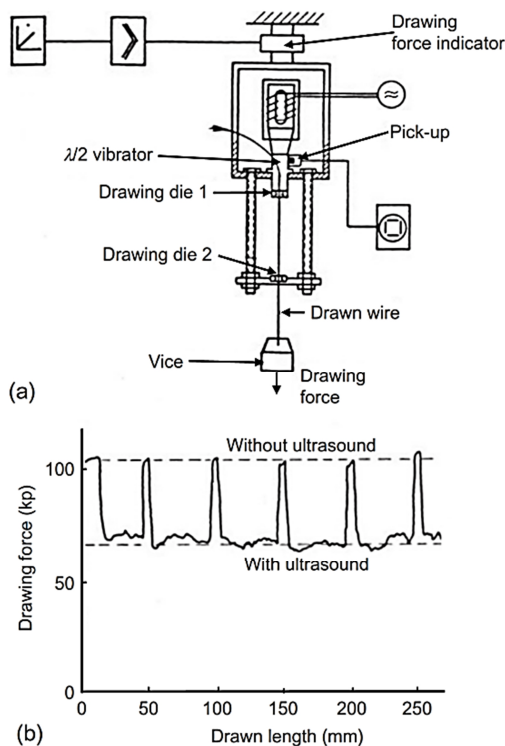 Drawing
force indicator
Pick-up
λ/2 vibrator
Drawing die 1
Drawing die 2
Drawn wire
Vice
Drawing
force
(a)
Without ultrasound
With ultrasound
100
50
0
Drawing force (kp)
0
50
100
150
200
250
Drawn length (mm)
(b)